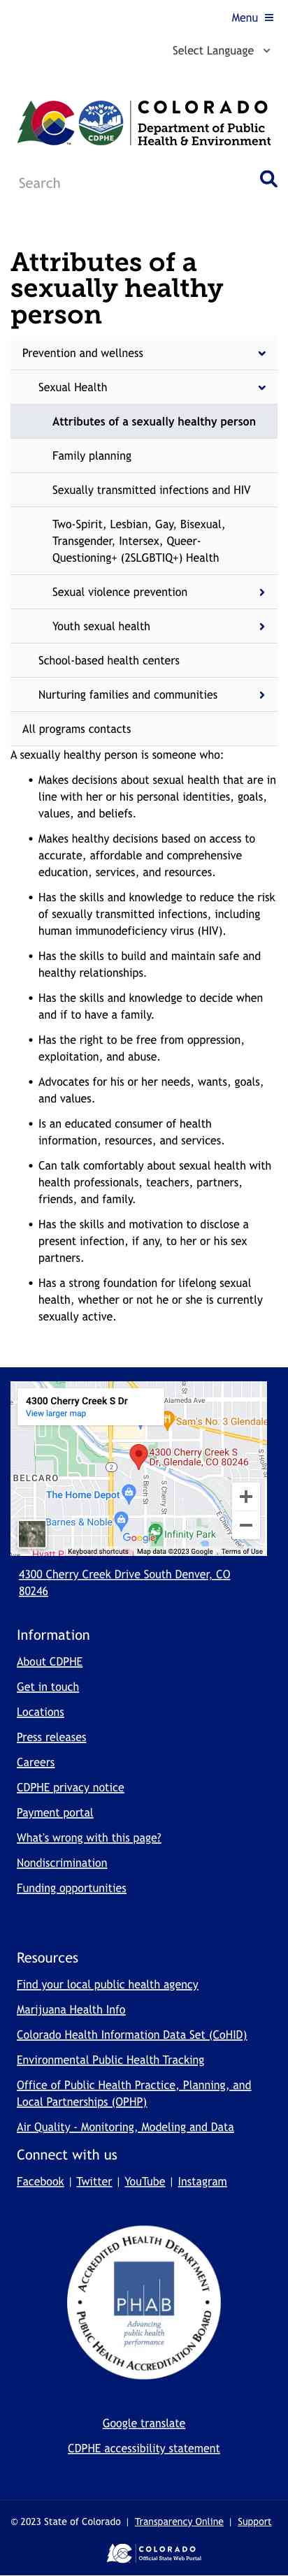 Menu
Select Language
COLORADO
Department of Public
Health & Environment
CDPHE
Search
Attributes of a
sexually healthy
person
Prevention and wellness
Sexual Health
Attributes of a sexually healthy person
Family planning
Sexually transmitted infections and HIV
Two-Spirit, Lesbian, Gay, Bisexual,
Transgender, Intersex, Queer-
Questioning+ (2SLGBTIQ+) Health
Sexual violence prevention
Youth sexual health
School-based health centers
Nurturing families and communities
All programs contacts
A sexually healthy person is someone who:
• Makes decisions about sexual health that are in
line with her or his personal identities, goals,
values, and beliefs.
• Makes healthy decisions based on access to
accurate, affordable and comprehensive
education, services, and resources.
• Has the skills and knowledge to reduce the risk
of sexually transmitted infections, including
human immunodeficiency virus (HIV).
• Has the skills to build and maintain safe and
healthy relationships.
• Has the skills and knowledge to decide when
and if to have a family.
• Has the right to be free from oppression,
exploitation, and abuse.
• Advocates for his or her needs, wants, goals,
and values.
• Is an educated consumer of health
information, resources, and services.
• Can talk comfortably about sexual health with
health professionals, teachers, partners,
friends, and family.
• Has the skills and motivation to disclose a
present infection, if any, to her or his sex
partners.
• Has a strong foundation for lifelong sexual
health, whether or not he or she is currently
sexually active.
4300 Cherry Creek S Dr
View larger map
Alameda Ave
Sam's No. 3 Glendale
4300 Cherry Creek S
Dr, Glendale, CO 80246
BELCARO
The Home Depot
S Birch St
S Cherry St
Barnes & Noble
Google
Infinity Park
Hyatt P
Keyboard shortcuts Map data ©2023 Google Terms of Use
4300 Cherry Creek Drive South Denver, CO
80246
Information
About CDPHE
Get in touch
Locations
Press releases
Careers
CDPHE privacy notice
Payment portal
What's wrong with this page?
Nondiscrimination
Funding opportunities
Resources
Find your local public health agency
Marijuana Health Info
Colorado Health Information Data Set (CoHID)
Environmental Public Health Tracking
Office of Public Health Practice, Planning, and
Local Partnerships (OPHP)
Air Quality - Monitoring, Modeling and Data
Connect with us
Facebook | Twitter | YouTube | Instagram
ACCREDITED HEALTH DEPARTMENT
PHAB
Advancing
public health
performance
PUBLIC HEALTH ACCREDITATION BOARD
Google translate
CDPHE accessibility statement
© 2023 State of Colorado | Transparency Online | Support
COLORADO
Official State Web Portal